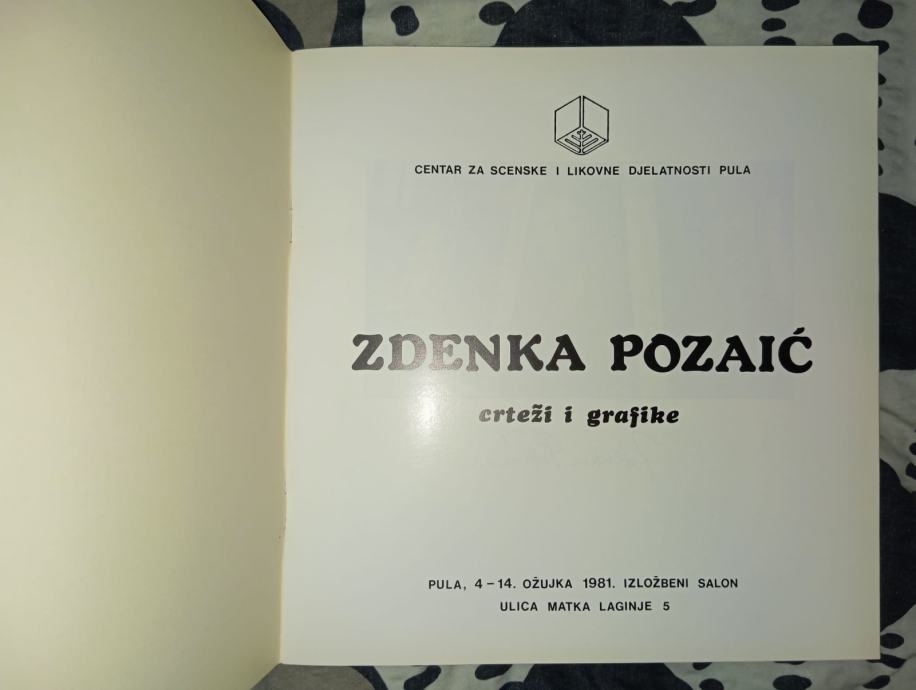 CENTAR ZA SCENSKE I LIKOVNE DJELATNOSTI PULA
ZDENKA POZAIĆ
crteži i grafike
PULA, 4 – 14. OŽUJKA 1981. IZLOŽBENI SALON
ULICA MATKA LAGINJE 5